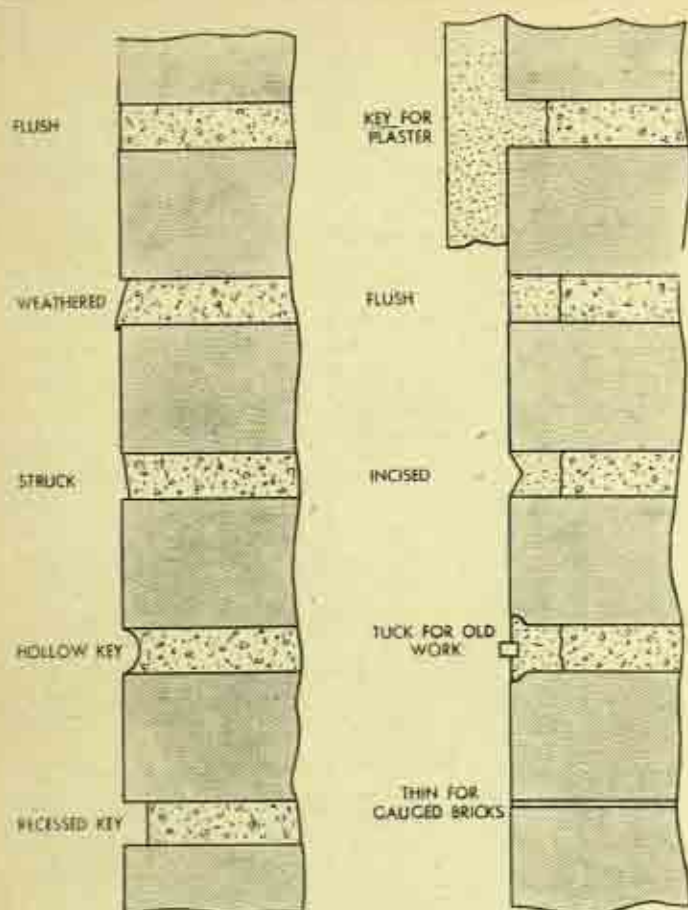 FLUSH
WEATHERED
STRUCK
HOLLOW KEY
RECESSED KEY
KEY FOR
PLASTER
FLUSH
INCISED
TUCK FOR OLD
WORK
THIN FOR
GAUGED BRICKS